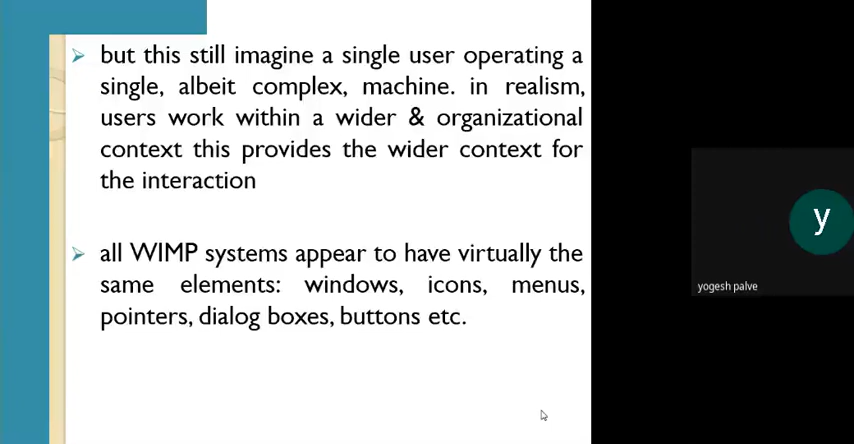 but this still imagine a single user operating a
single, albeit complex, machine. in realism,
users work within a wider & organizational
context this provides the wider context for
the interaction
all WIMP systems appear to have virtually the
same elements: windows, icons, menus,
pointers, dialog boxes, buttons etc.
y
yogesh palve